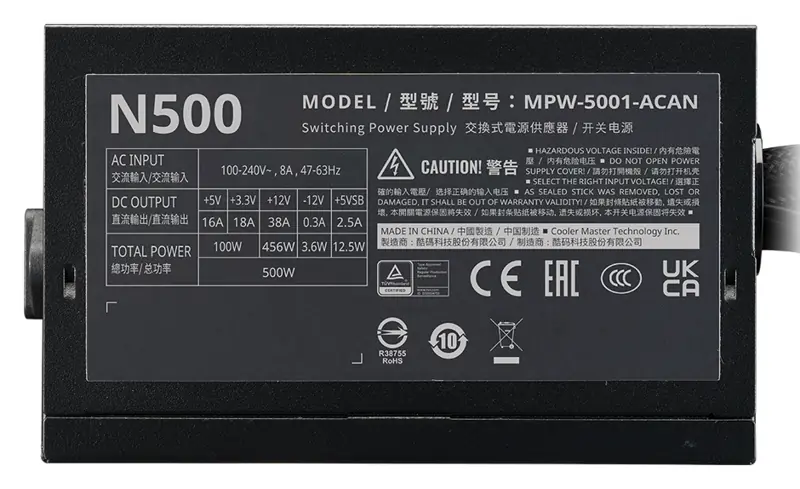 N500
MODEL / 型號 / 型号：MPW-5001-ACAN
Switching Power Supply 交換式電源供應器 / 开关电源
AC INPUT
交流輸入/交流输入
100-240V~ , 8A , 47-63Hz
DC OUTPUT
直流輸出/直流输出
+5V +3.3V +12V -12V +5VSB
16A 18A 38A 0.3A 2.5A
TOTAL POWER
總功率/总功率
100W 456W 3.6W 12.5W
500W
CAUTION! 警告
■ HAZARDOUS VOLTAGE INSIDE! / 內有危險電
壓 / 内有危险电压 ■ DO NOT OPEN POWER
SUPPLY COVER! / 請勿打開機殼 / 请勿打开机壳
■ SELECT THE RIGHT INPUT VOLTAGE! / 選擇正
確的輸入電壓/ 选择正确的输入电压 ■ AS SEALED STICK WAS MISSED, LOST OR
DAMAGED, IT SHALL BE OUT OF WARRANTY VALIDITY! / 如果封條貼紙被移動, 遺失或損
壞, 本開關電源保固將失效 / 如果封条贴纸被移动, 遗失或损坏, 本开关电源保固将失效 ■
MADE IN CHINA / 中國製造 / 中国制造 ■ Cooler Master Technology Inc.
製造商：酷碼科技股份有限公司 / 制造商：酷码科技股份有限公司
TÜVRheinland
CERTIFIED
CE EAC CCC UK
CA
R38755
RoHS
10